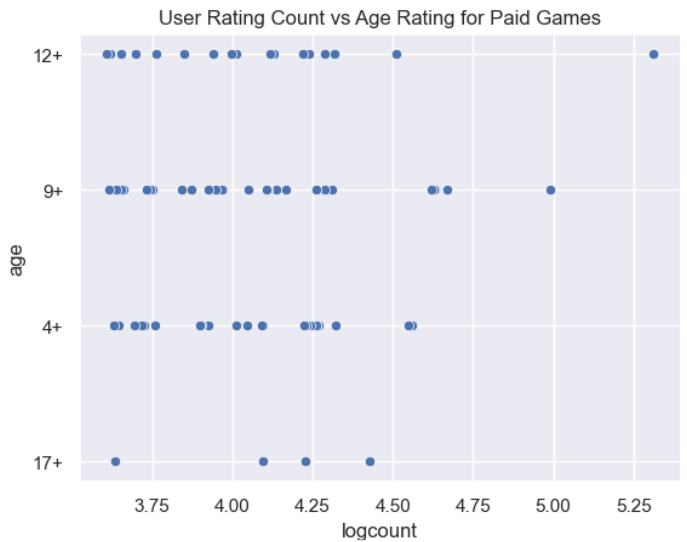 User Rating Count vs Age Rating for Paid Games
12+
9+
4+
17+
age
3.75 4.00 4.25 4.50 4.75 5.00 5.25
logcount